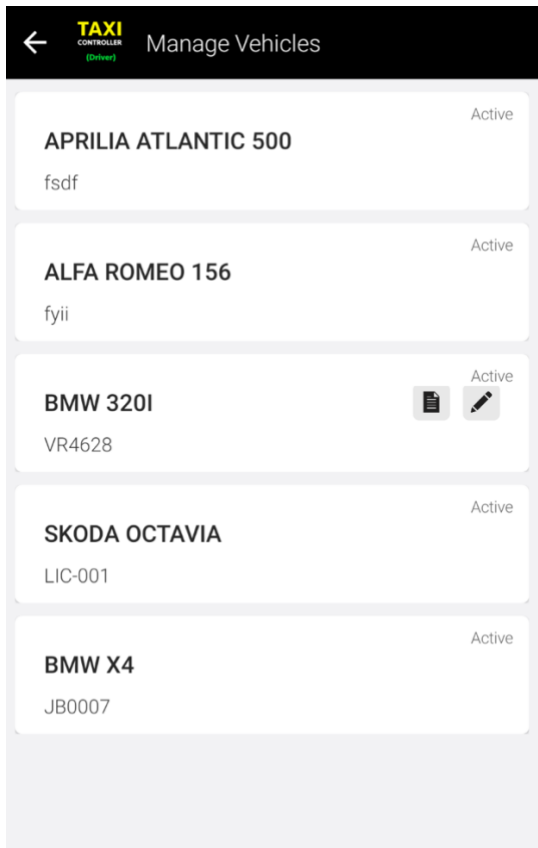 TAXI
CONTROLLER
(Driver)
Manage Vehicles
Active
APRILIA ATLANTIC 500
fsdf
Active
ALFA ROMEO 156
fyii
Active
BMW 320I
VR4628
Active
SKODA OCTAVIA
LIC-001
Active
BMW X4
JB0007